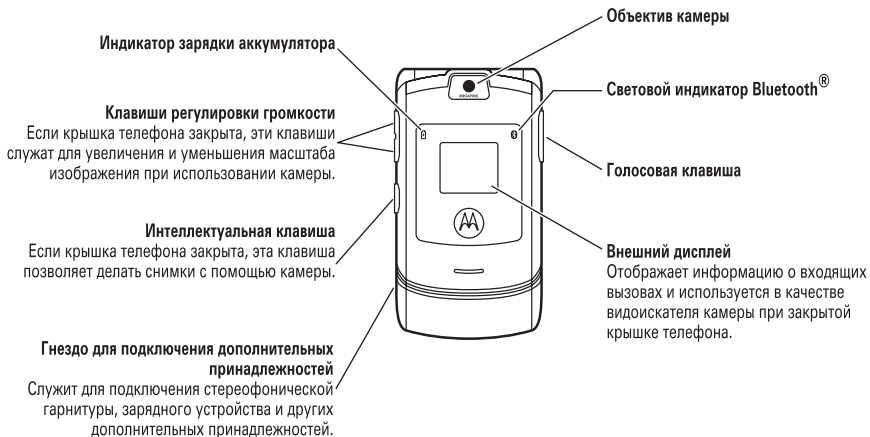 Объектив камеры
Индикатор зарядки аккумулятора
Световой индикатор Bluetooth®
Клавиши регулировки громкости
Если крышка телефона закрыта, эти клавиши
служат для увеличения и уменьшения масштаба
изображения при использовании камеры.
MEGAPIXEL
Голосовая клавиша
Интеллектуальная клавиша
Если крышка телефона закрыта, эта клавиша
позволяет делать снимки с помощью камеры.
Внешний дисплей
Отображает информацию о входящих
вызовах и используется в качестве
видоискателя камеры при закрытой
крышке телефона.
Гнездо для подключения дополнительных
принадлежностей
Служит для подключения стереофонической
гарнитуры, зарядного устройства и других
дополнительных принадлежностей.